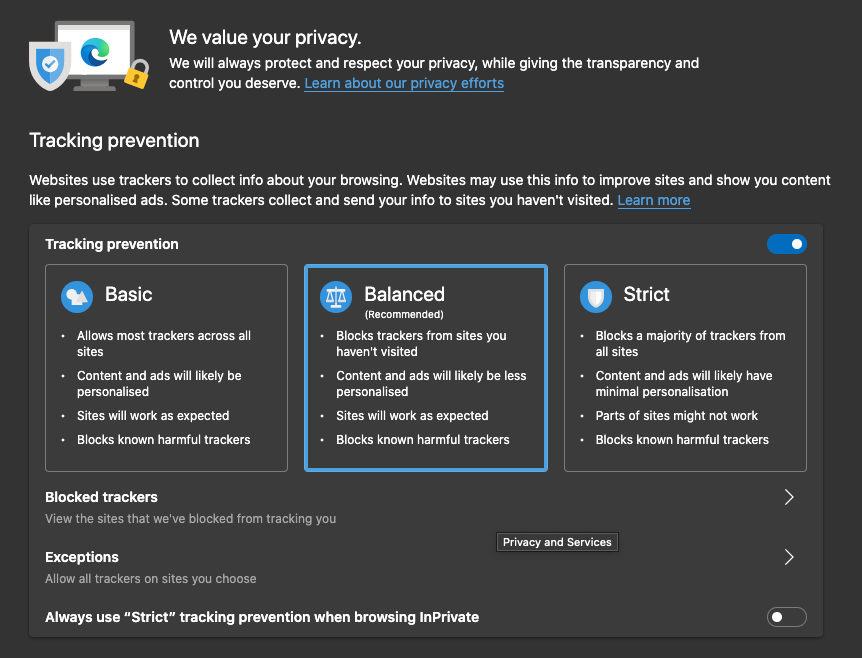 We value your privacy.
We will always protect and respect your privacy, while giving the transparency and
control you deserve. Learn about our privacy efforts
Tracking prevention
Websites use trackers to collect info about your browsing. Websites may use this info to improve sites and show you content
like personalised ads. Some trackers collect and send your info to sites you haven't visited. Learn more
Tracking prevention
Basic
• Allows most trackers across all
sites
• Content and ads will likely be
personalised
• Sites will work as expected
• Blocks known harmful trackers
Balanced
(Recommended)
• Blocks trackers from sites you
haven't visited
• Content and ads will likely be less
personalised
• Sites will work as expected
• Blocks known harmful trackers
Strict
• Blocks a majority of trackers from
all sites
• Content and ads will likely have
minimal personalisation
• Parts of sites might not work
• Blocks known harmful trackers
Blocked trackers
View the sites that we've blocked from tracking you
Privacy and Services
Exceptions
Allow all trackers on sites you choose
Always use “Strict” tracking prevention when browsing InPrivate